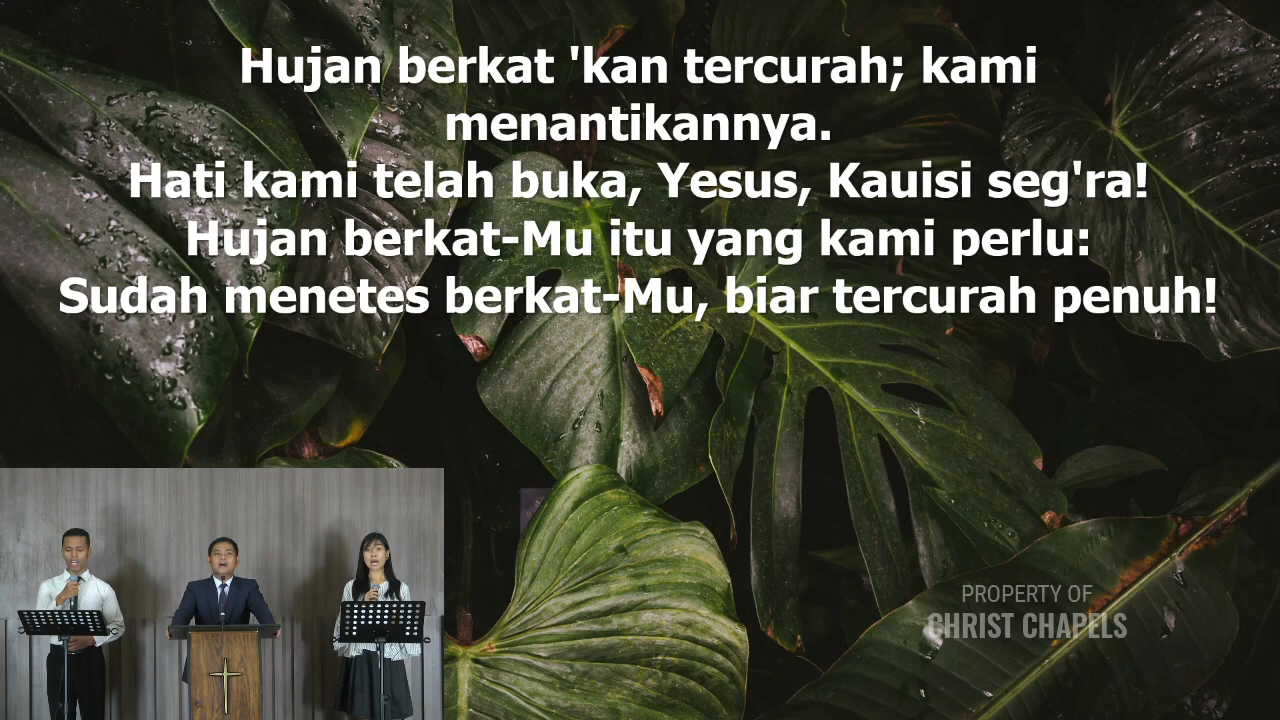 Hujan berkat 'kan tercurah; kami
menantikannya.
Hati kami telah buka, Yesus, Kauisi seg'ra!
Hujan berkat-Mu itu yang kami perlu:
Sudah menetes berkat-Mu, biar tercurah penuh!
PROPERTY OF
CHRIST CHAPELS